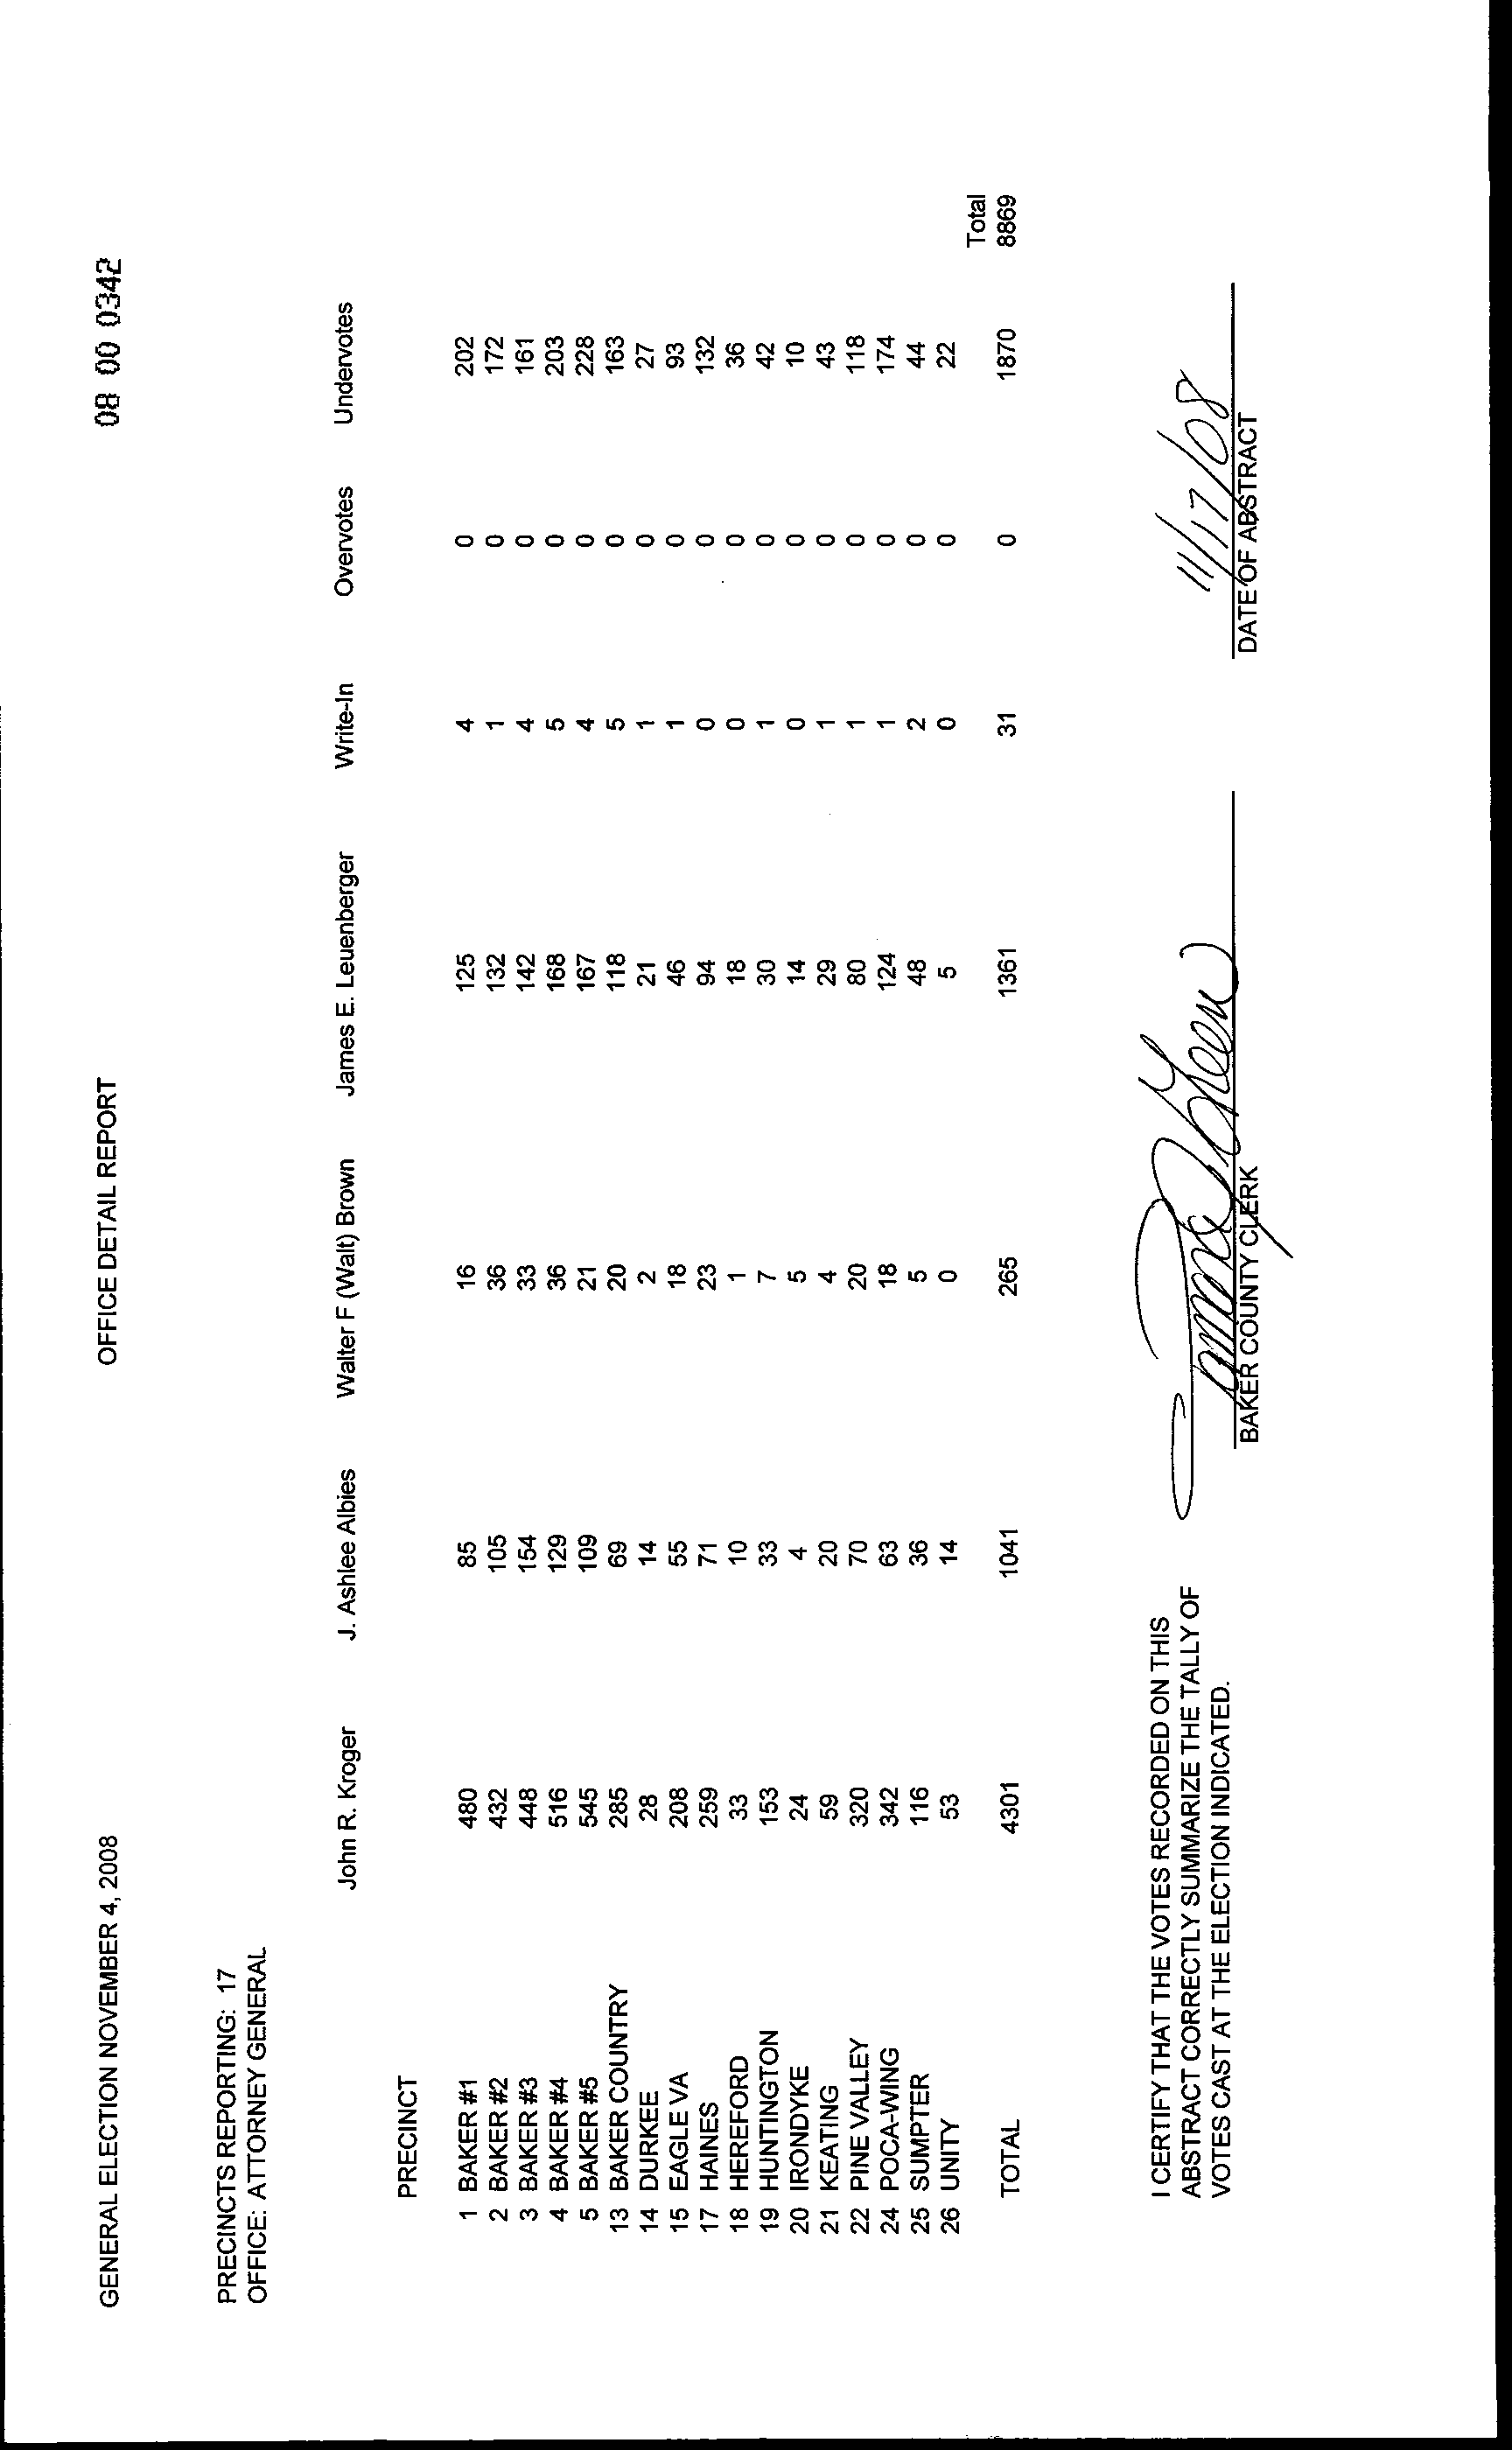 08 00 0342
GENERAL ELECTION NOVEMBER 4, 2008 OFFICE DETAIL REPORT
PRECINCTS REPORTING: 17
OFFICE: ATTORNEY GENERAL
John R. Kroger J. Ashlee Albies Walter F (Walt) Brown James E. Leuenberger Write-In Overvotes Undervotes
PRECINCT
1 BAKER #1 480 85 16 125 4 0 202
2 BAKER #2 432 105 36 132 1 0 172
3 BAKER #3 448 154 33 142 4 0 161
4 BAKER #4 516 129 36 168 5 0 203
5 BAKER #5 545 109 21 167 4 0 228
13 BAKER COUNTRY 285 69 20 118 5 0 163
14 DURKEE 28 14 2 21 1 0 27
15 EAGLE VA 208 55 18 46 1 0 93
17 HAINES 259 71 23 94 0 0 132
18 HEREFORD 33 10 1 18 0 0 36
19 HUNTINGTON 153 33 7 30 1 0 42
20 IRONDYKE 24 4 5 14 0 0 10
21 KEATING 59 20 4 29 1 0 43
22 PINE VALLEY 320 70 20 80 1 0 118
24 POCA-WING 342 63 18 124 1 0 174
25 SUMPTER 116 36 5 48 2 0 44
26 UNITY 53 14 0 5 0 0 22
Total
TOTAL 4301 1041 265 1361 31 0 1870 8869
I CERTIFY THAT THE VOTES RECORDED ON THIS
ABSTRACT CORRECTLY SUMMARIZE THE TALLY OF
VOTES CAST AT THE ELECTION INDICATED.
11/17/08
BAKER COUNTY CLERK DATE OF ABSTRACT